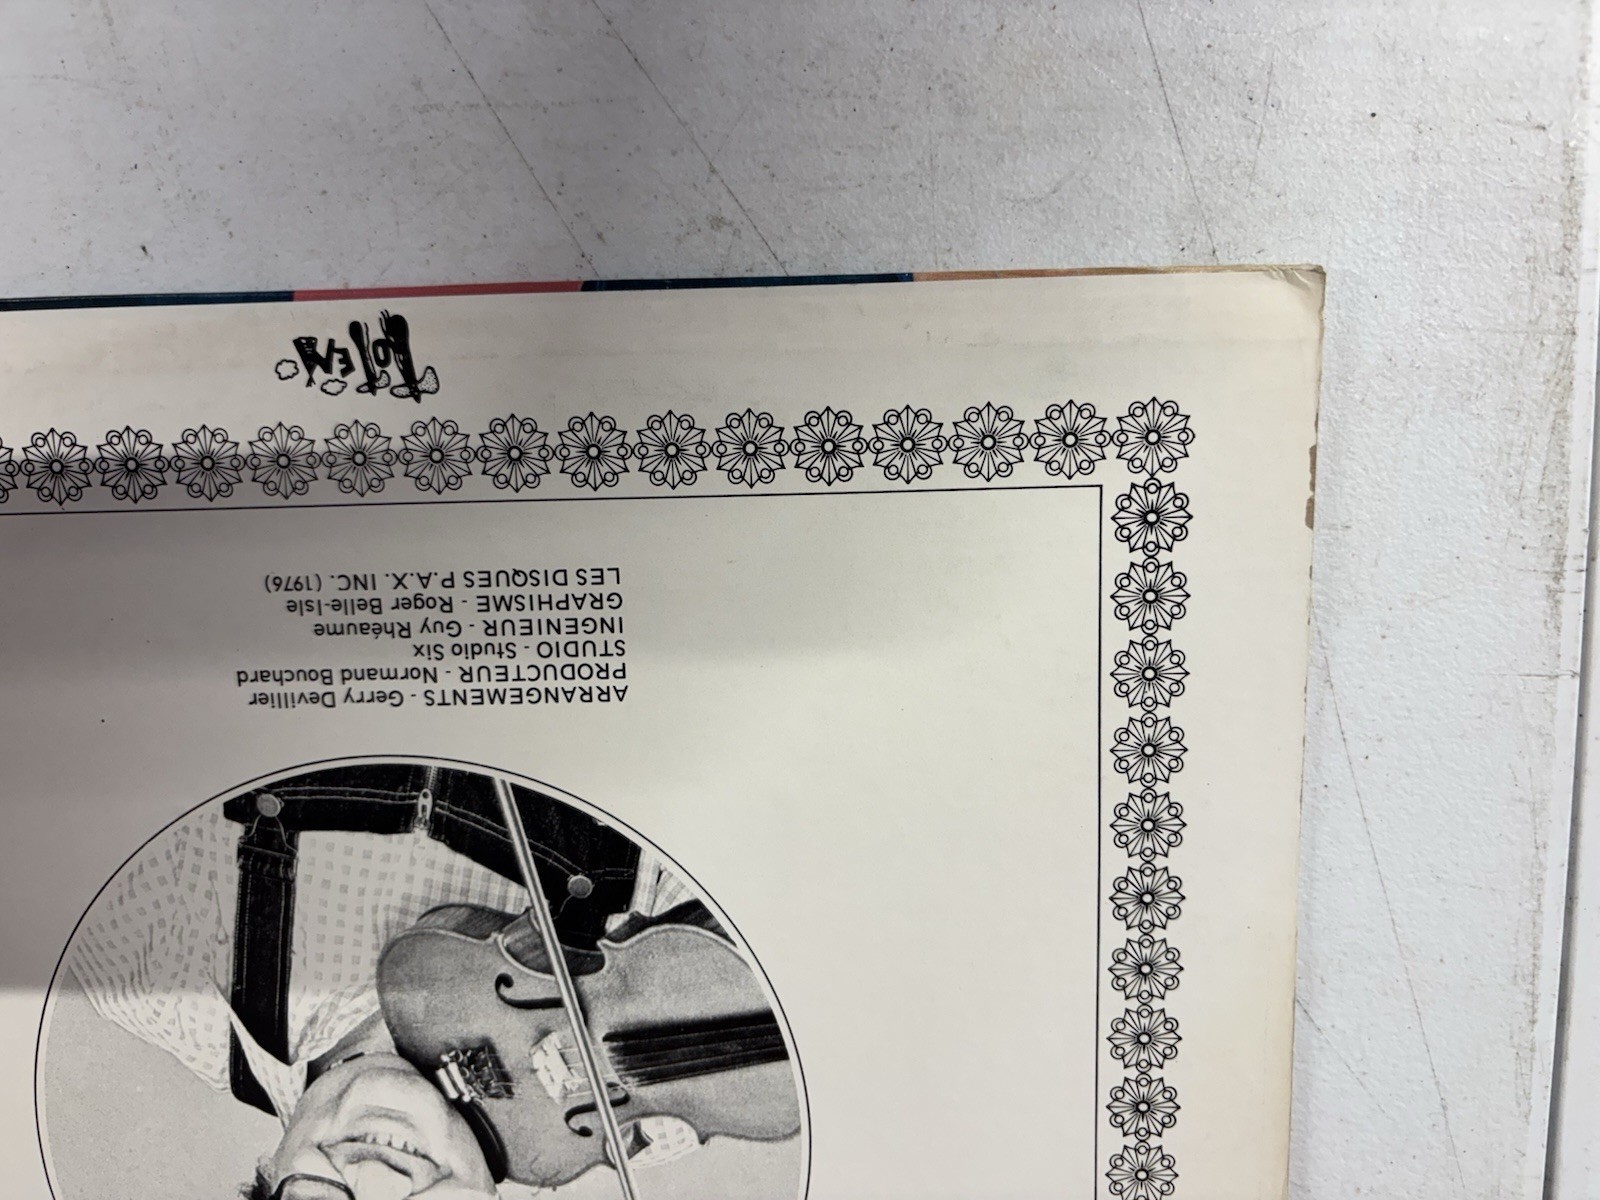 ARRANGEMENTS - Gerry Devillier
PRODUCTEUR - Normand Bouchard
STUDIO - Studio Six
INGENIEUR - Guy Rhéaume
GRAPHISME - Roger Belle-Isle
LES DISQUES P.A.X. INC. (1976)
TOTEM